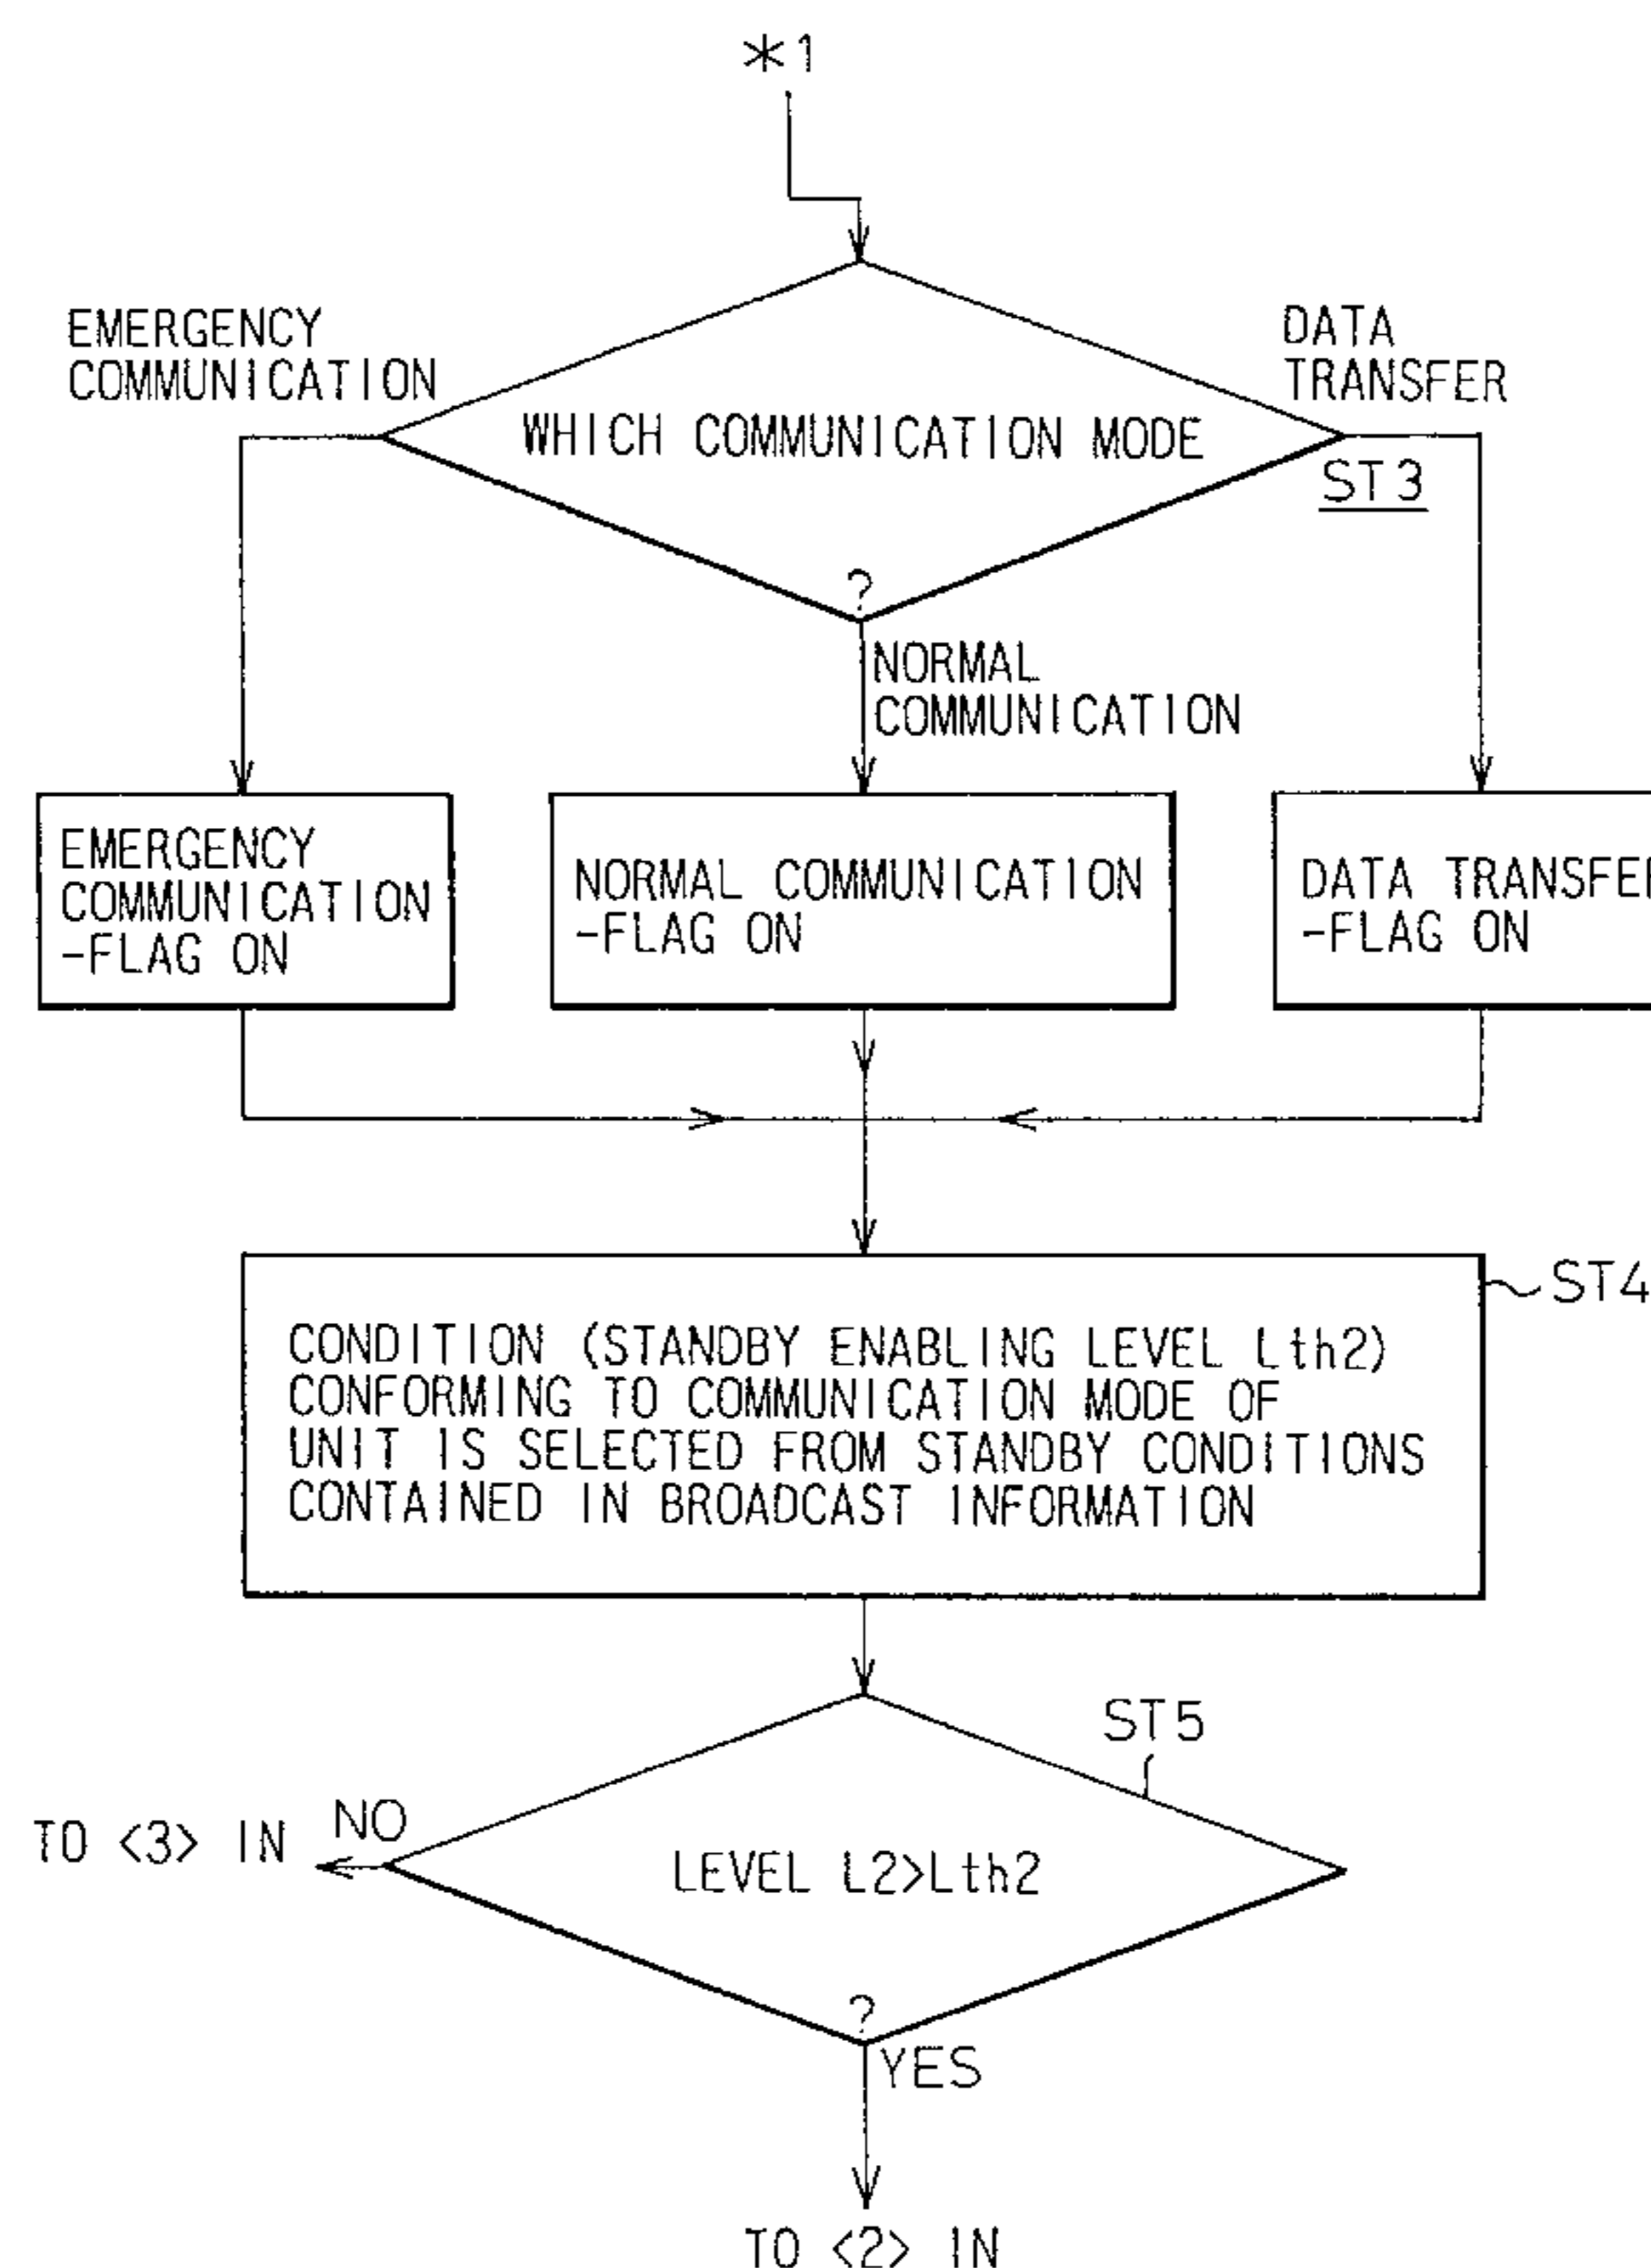 *1
EMERGENCY
COMMUNICATION
DATA
TRANSFER
WHICH COMMUNICATION MODE
ST3
?
NORMAL
COMMUNICATION
EMERGENCY
COMMUNICATION
-FLAG ON
NORMAL COMMUNICATION
-FLAG ON
DATA TRANSFER
-FLAG ON
ST4
CONDITION (STANDBY ENABLING LEVEL Lth2)
CONFORMING TO COMMUNICATION MODE OF
UNIT IS SELECTED FROM STANDBY CONDITIONS
CONTAINED IN BROADCAST INFORMATION
ST5
TO <3> IN
NO
LEVEL L2>Lth2
?
YES
TO <2> IN